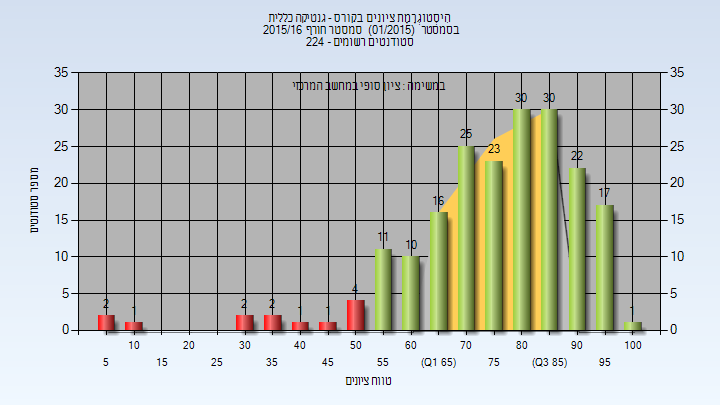 היסטוגרמת ציונים בקורס - גנטיקה כללית
בסמסטר (01/2015) סמסטר חורף 2015/16
סטודנטים רשומים - 224
במשימה : ציון סופי במחשב המרכזי
מספר סטודנטים
35 30 25 20 15 10 5 0
35 30 25 20 15 10 5 0
2 1 2 2 1 1 4 11 10 16 25 23 30 30 22 17 1
10 20 30 40 50 60 70 80 90 100
5 15 25 35 45 55 (Q1 65) 75 (Q3 85) 95
טווח ציונים